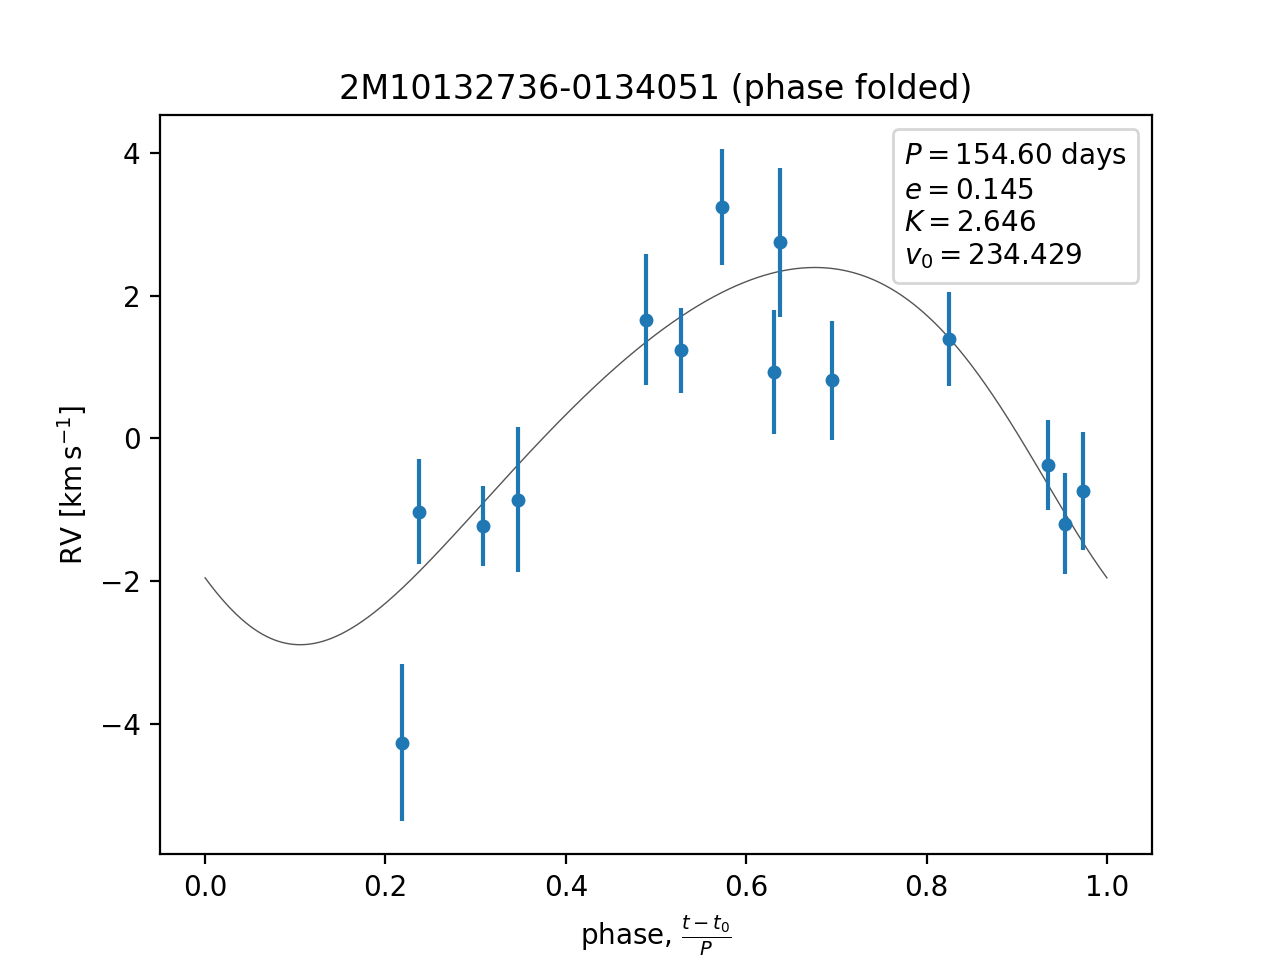 2M10132736-0134051 (phase folded)
P = 154.60 days
e = 0.145
K = 2.646
v₀ = 234.429
RV [km s⁻¹]
4
2
0
−2
−4
0.0 0.2 0.4 0.6 0.8 1.0
phase, (t − t₀)/P